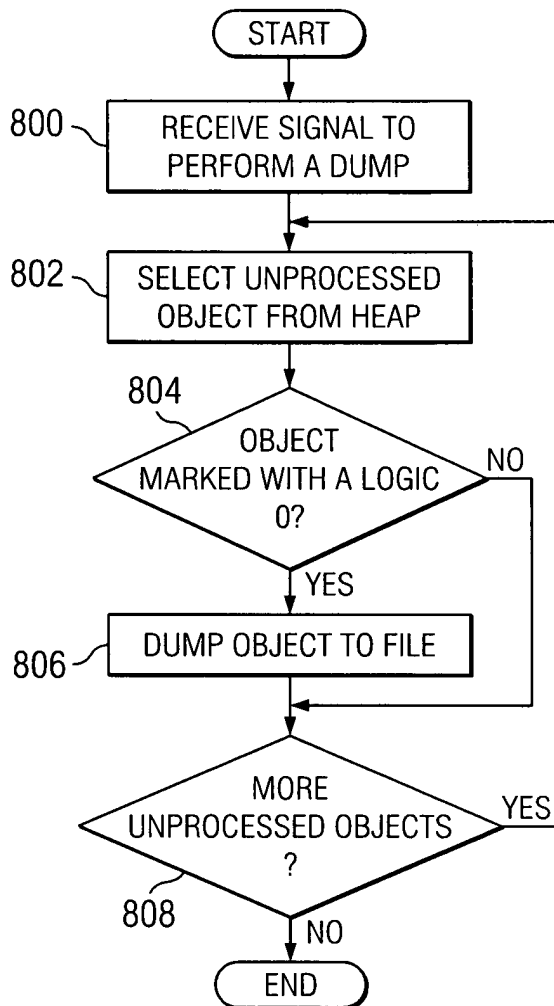 START
800
RECEIVE SIGNAL TO
PERFORM A DUMP
802
SELECT UNPROCESSED
OBJECT FROM HEAP
804
OBJECT
MARKED WITH A LOGIC
0?
NO
YES
806
DUMP OBJECT TO FILE
MORE
UNPROCESSED OBJECTS
?
YES
808
NO
END